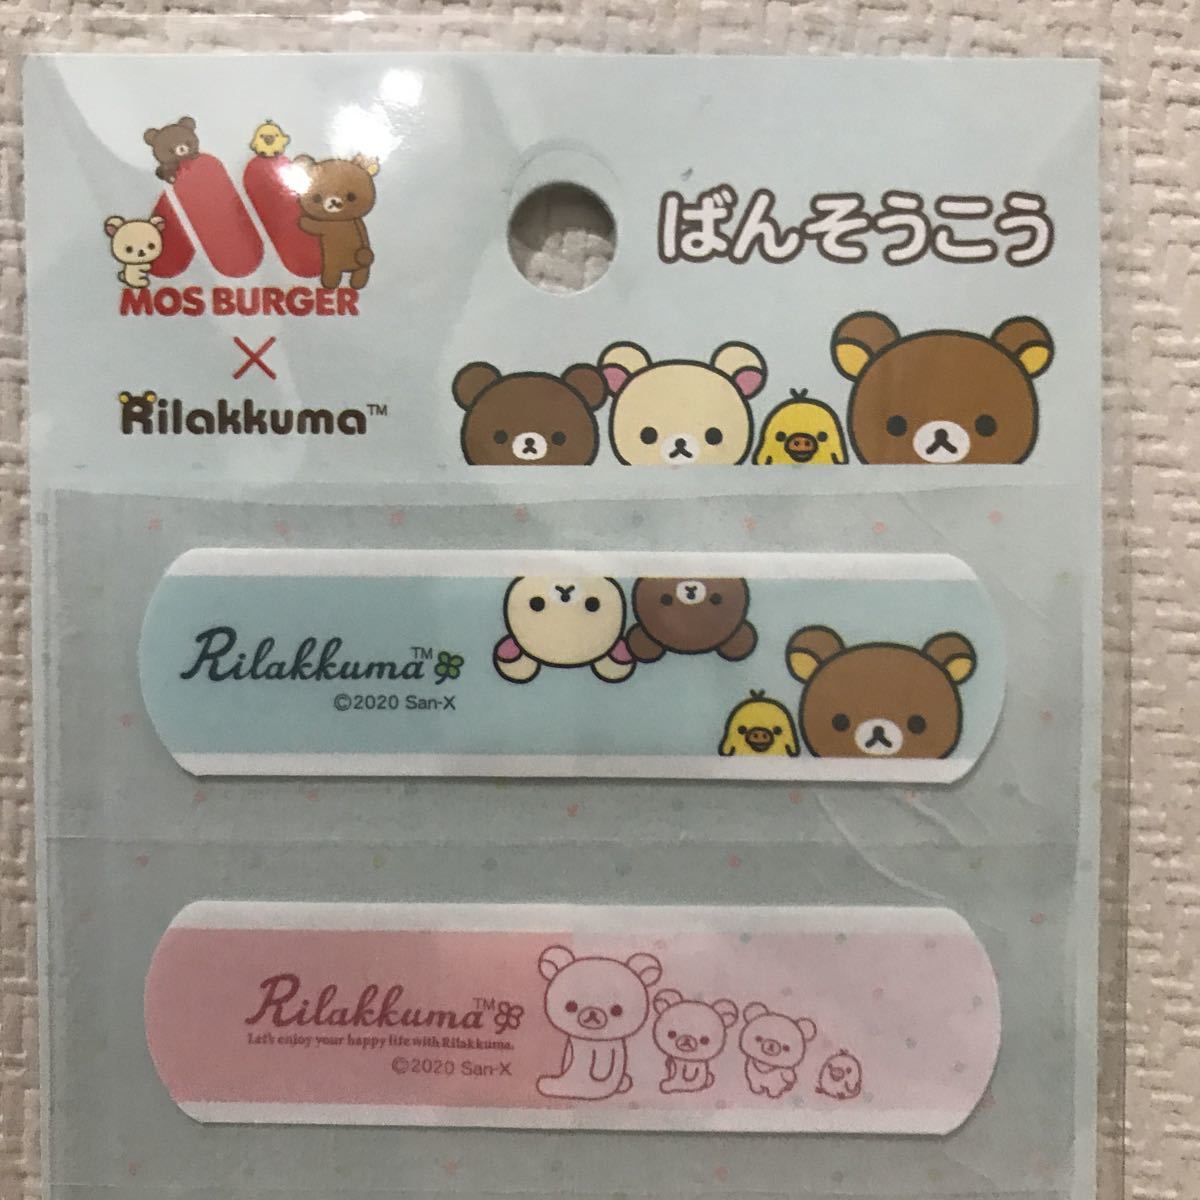 MOS BURGER
×
Rilakkuma™
ばんそうこう
Rilakkuma™
©2020 San-X
Rilakkuma™
Let's enjoy your happy life with Rilakkuma.
©2020 San-X